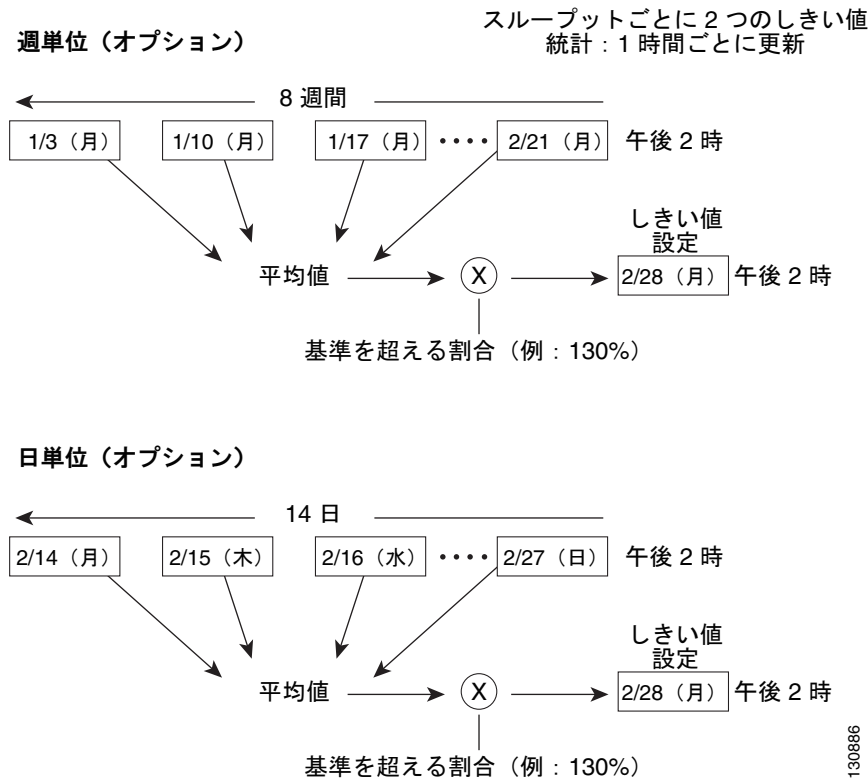 スループットごとに 2 つのしきい値
統計：1 時間ごとに更新
週単位（オプション）
8 週間
1/3（月） 1/10（月） 1/17（月） ････ 2/21（月） 午後 2 時
しきい値
設定
平均値 X 2/28（月） 午後 2 時
基準を超える割合（例：130%）
日単位（オプション）
14 日
2/14（月） 2/15（木） 2/16（水） ････ 2/27（日） 午後 2 時
しきい値
設定
平均値 X 2/28（月） 午後 2 時
基準を超える割合（例：130%）
130886